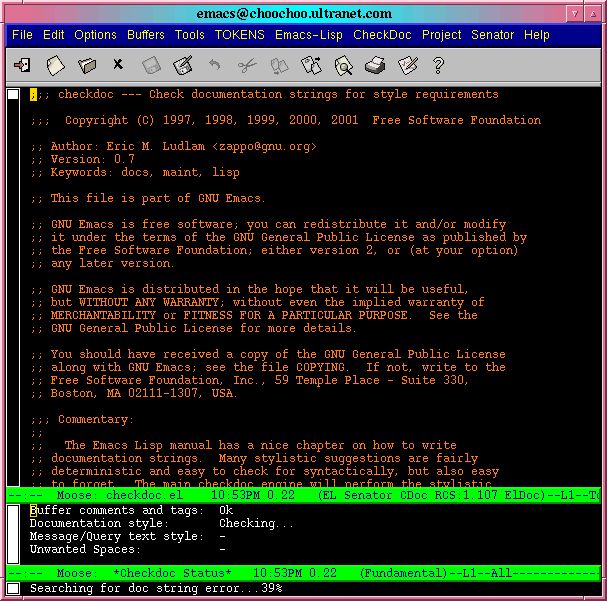 emacs@choochoo.ultranet.com
File Edit Options Buffers Tools TOKENS Emacs-Lisp CheckDoc Project Senator Help
;;; checkdoc --- Check documentation strings for style requirements
;;;  Copyright (C) 1997, 1998, 1999, 2000, 2001  Free Software Foundation
;; Author: Eric M. Ludlam <zappo@gnu.org>
;; Version: 0.7
;; Keywords: docs, maint, lisp
;; This file is part of GNU Emacs.
;; GNU Emacs is free software; you can redistribute it and/or modify
;; it under the terms of the GNU General Public License as published by
;; the Free Software Foundation; either version 2, or (at your option)
;; any later version.
;; GNU Emacs is distributed in the hope that it will be useful,
;; but WITHOUT ANY WARRANTY; without even the implied warranty of
;; MERCHANTABILITY or FITNESS FOR A PARTICULAR PURPOSE.  See the
;; GNU General Public License for more details.
;; You should have received a copy of the GNU General Public License
;; along with GNU Emacs; see the file COPYING.  If not, write to the
;; Free Software Foundation, Inc., 59 Temple Place - Suite 330,
;; Boston, MA 02111-1307, USA.
;;; Commentary:
;;
;;   The Emacs Lisp manual has a nice chapter on how to write
;; documentation strings.  Many stylistic suggestions are fairly
;; deterministic and easy to check for syntactically, but also easy
;; to forget.  The main checkdoc engine will perform the stylistic
--:--  Moose: checkdoc.el    10:53PM 0.22   (EL Senator CDoc RCS:1.107 ElDoc)--L1--To
Buffer comments and tags:  Ok
Documentation style:       Checking...
Message/Query text style:  -
Unwanted Spaces:           -
--:--  Moose: *Checkdoc Status*   10:53PM 0.22   (Fundamental)--L1--All--------------
Searching for doc string error...39%